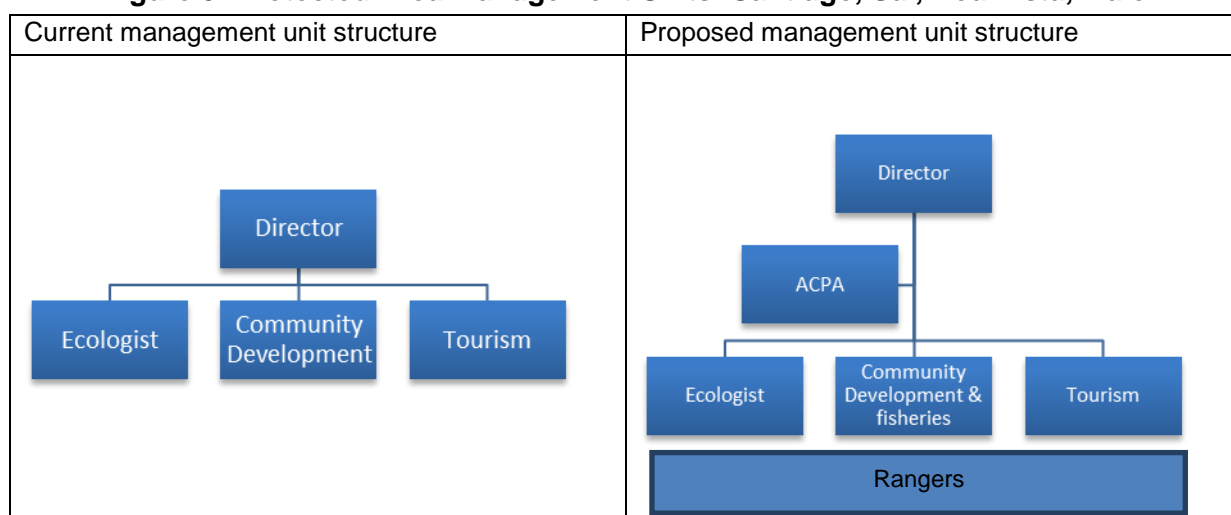 Current management unit structure
Proposed management unit structure
Director
Ecologist
Community
Development
Tourism
Director
ACPA
Ecologist
Community
Development &
fisheries
Tourism
Rangers